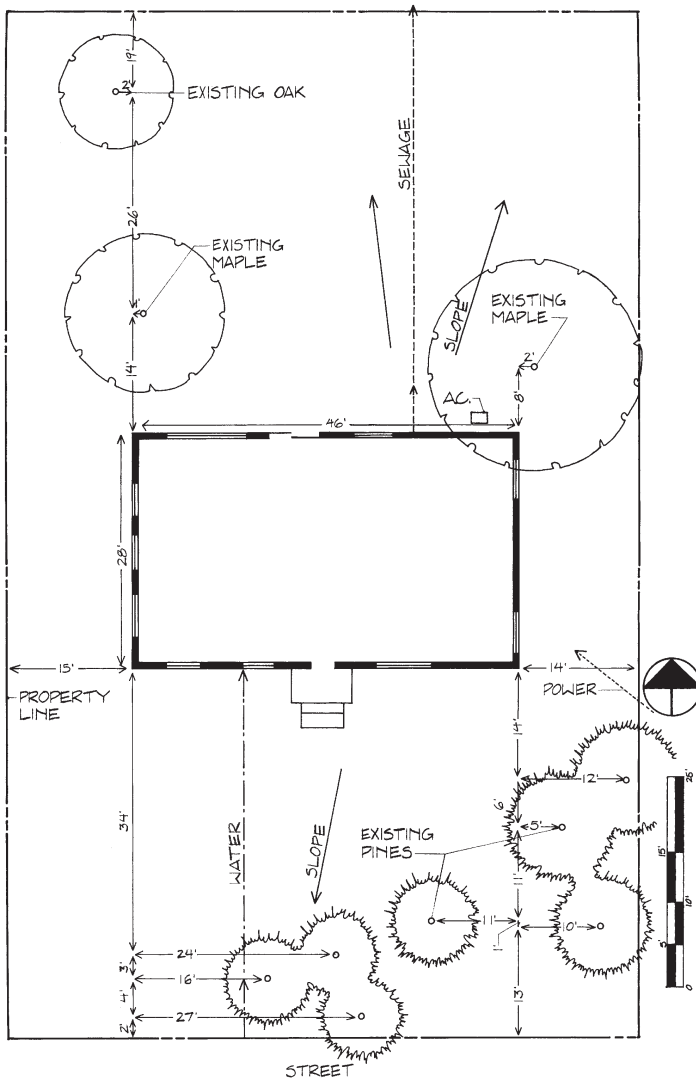 19'
2'
EXISTING OAK
SEWAGE
26'
EXISTING
MAPLE
1'
14'
SLOPE
EXISTING
MAPLE
2'
8'
A.C.
46'
28'
15'
14'
PROPERTY
LINE
POWER
34'
WATER
SLOPE
EXISTING
PINES
14'
12'
6'
5'
11'
11'
1'
10'
13'
24'
3'
16'
4'
27'
2'
25'
15'
10'
5'
0
STREET